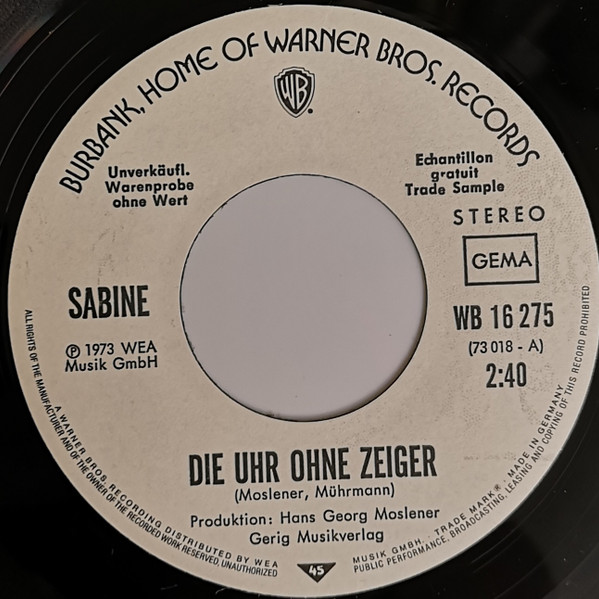 BURBANK, HOME OF WARNER BROS. RECORDS
WB
Unverkäufl.
Warenprobe
ohne Wert
Echantillon
gratuit
Trade Sample
STEREO
GEMA
SABINE
WB 16 275
℗ 1973 WEA
Musik GmbH
(73 018 - A)
2:40
DIE UHR OHNE ZEIGER
(Moslener, Mührmann)
Produktion: Hans Georg Moslener
Gerig Musikverlag
45
ALL RIGHTS OF THE MANUFACTURER AND OF THE OWNER OF THE RECORDED WORK RESERVED, UNAUTHORIZED
PUBLIC PERFORMANCE, BROADCASTING, LEASING AND COPYING OF THIS RECORD PROHIBITED
A WARNER BROS. RECORDING DISTRIBUTED BY WEA
MUSIK GMBH. · TRADE MARK ® · MADE IN GERMANY